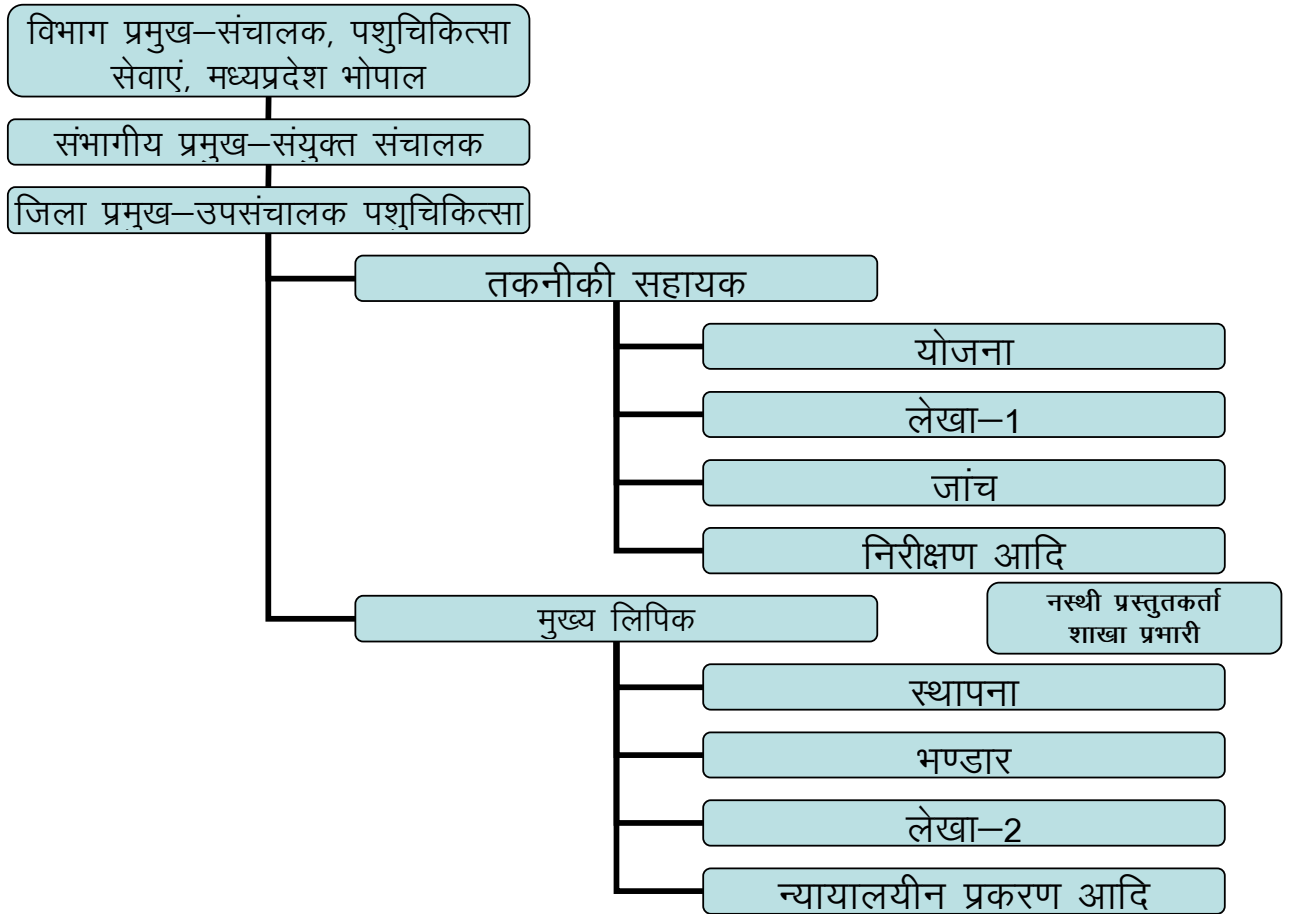 विभाग प्रमुख–संचालक, पशुचिकित्सा
सेवाएं, मध्यप्रदेश भोपाल
संभागीय प्रमुख–संयुक्त संचालक
जिला प्रमुख–उपसंचालक पशुचिकित्सा
तकनीकी सहायक
योजना
लेखा–1
जांच
निरीक्षण आदि
मुख्य लिपिक
नस्थी प्रस्तुतकर्ता
शाखा प्रभारी
स्थापना
भण्डार
लेखा–2
न्यायालयीन प्रकरण आदि